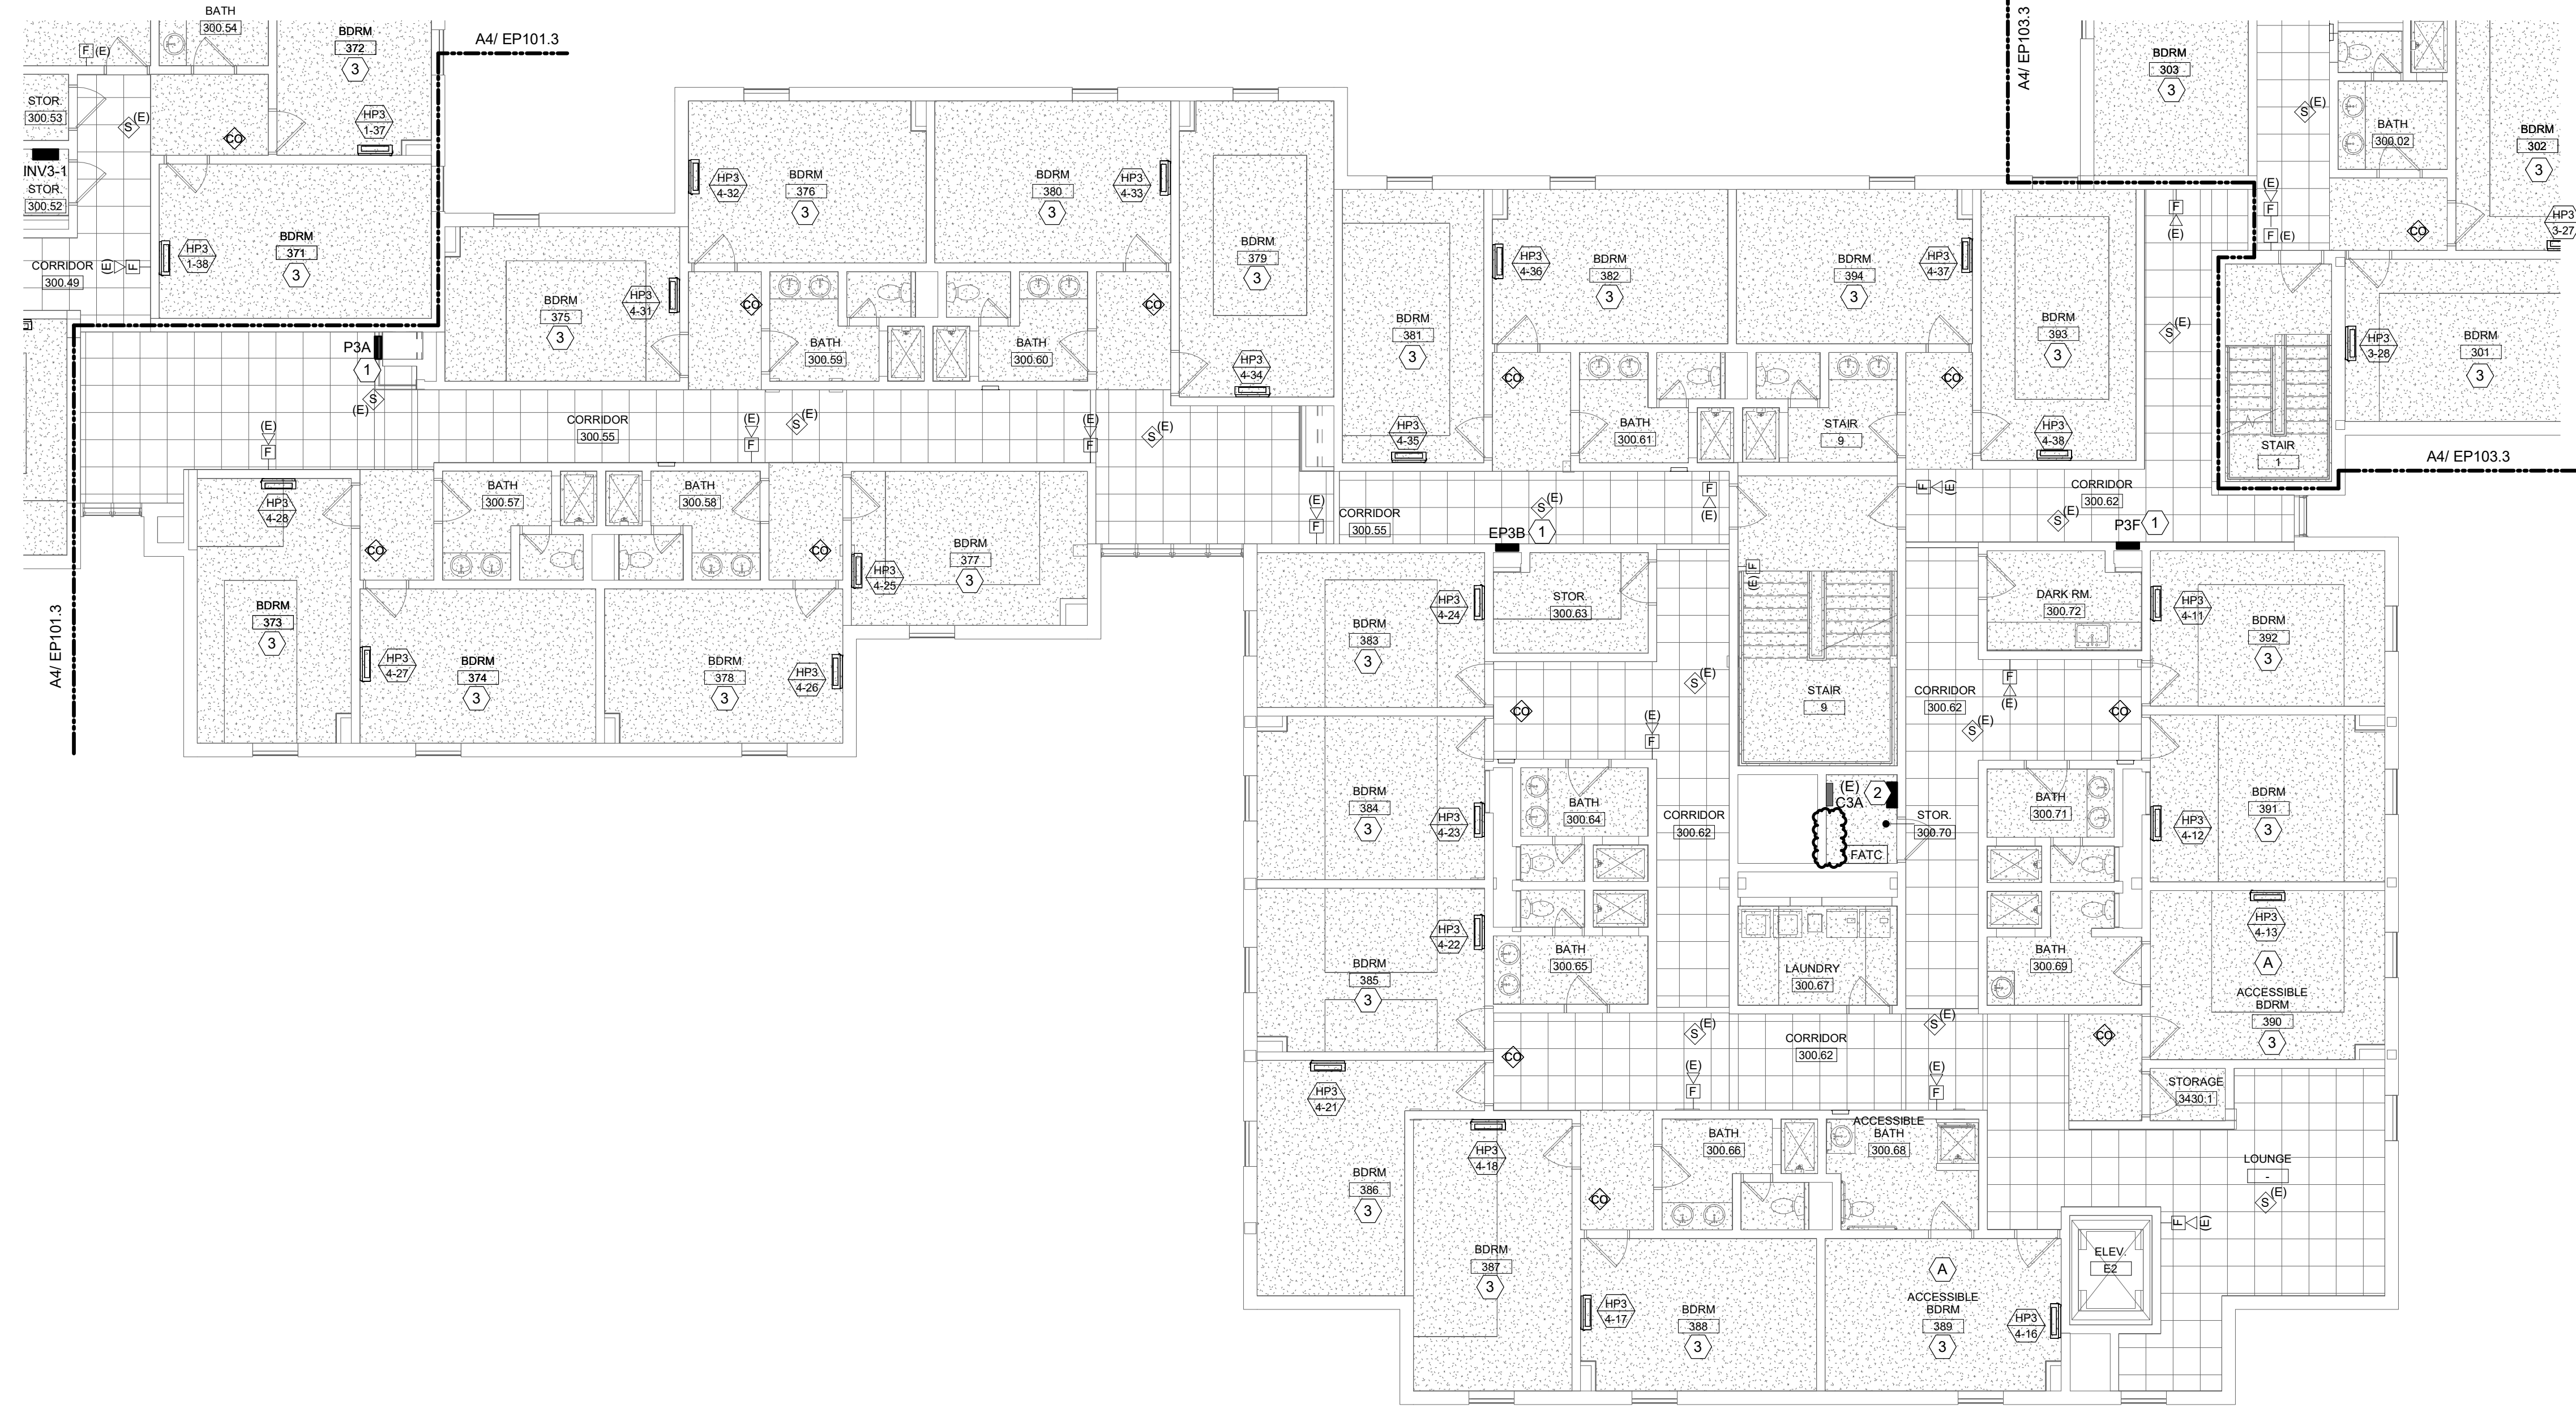 BATH
300.54
F
(E)
BDRM
372
3
A4/ EP101.3
STOR.
300.53
S
(E)
CO
HP3
1-37
INV3-1
STOR.
300.52
CORRIDOR
300.49
(E)
F
HP3
1-38
BDRM
371
3
A4/ EP101.3
P3A
1
S
(E)
BDRM
375
3
HP3
4-31
HP3
4-32
BDRM
376
3
BDRM
380
3
HP3
4-33
BDRM
379
3
HP3
4-34
CO
BATH
300.59
BATH
300.60
CO
CORRIDOR
300.55
(E)
F
(E)
F
S
(E)
(E)
F
S
(E)
HP3
4-28
BDRM
373
3
BATH
300.57
BATH
300.58
CO
CO
HP3
4-27
BDRM
374
3
BDRM
378
3
HP3
4-26
HP3
4-25
BDRM
377
3
BDRM
381
3
HP3
4-35
HP3
4-36
BDRM
382
3
BDRM
394
3
HP3
4-37
BDRM
393
3
HP3
4-38
CO
BATH
300.61
STAIR
9
CO
A4/ EP103.3
BDRM
303
3
S
(E)
BATH
300.02
BDRM
302
3
HP3
3-27
CO
(E)
F
F
(E)
F
(E)
S
(E)
HP3
3-28
BDRM
301
3
STAIR
1
A4/ EP103.3
(E)
F
CORRIDOR
300.55
S
(E)
F
(E)
EP3B
1
F
(E)
CORRIDOR
300.62
S
(E)
P3F
1
BDRM
383
3
HP3
4-24
STOR.
300.63
F
(E)
STAIR
9
DARK RM.
300.72
HP3
4-11
BDRM
392
3
S
(E)
CORRIDOR
300.62
F
(E)
S
(E)
CO
CO
(E)
F
BDRM
384
3
HP3
4-23
BATH
300.64
CORRIDOR
300.62
(E)
C3A
2
STOR.
300.70
FATC
BATH
300.71
HP3
4-12
BDRM
391
3
BDRM
385
3
HP3
4-22
BATH
300.65
LAUNDRY
300.67
BATH
300.69
HP3
4-13
A
ACCESSIBLE
BDRM
390
3
CO
S
(E)
CORRIDOR
300.62
S
(E)
CO
(E)
F
(E)
F
STORAGE
3430.1
HP3
4-21
BDRM
386
3
HP3
4-18
BDRM
387
3
CO
BATH
300.66
ACCESSIBLE
BATH
300.68
LOUNGE
-
S
(E)
F
(E)
ELEV.
E2
HP3
4-17
BDRM
388
3
A
ACCESSIBLE
BDRM
389
3
HP3
4-16